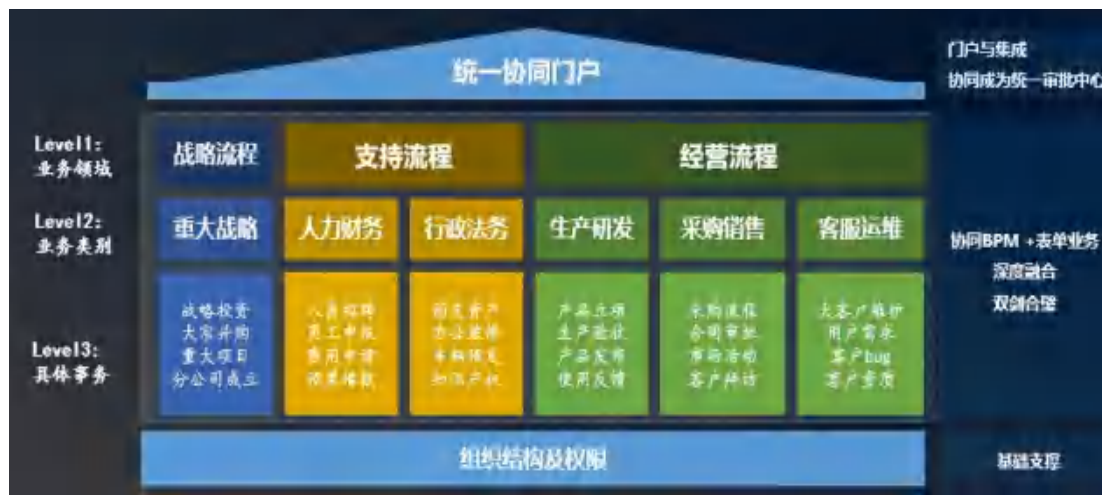 统一协同门户
门户与集成
协同成为统一审批中心
Level1:
业务领域
战略流程
支持流程
经营流程
Level2:
业务类别
重大战略
人力财务
行政法务
生产研发
采购销售
客服运维
协同BPM +表单业务
深度融合
双剑合璧
Level3:
具体事务
战略投资
大宗并购
重大项目
分公司成立
人员招聘
员工申报
费用申请
产品立项
生产验收
产品发布
使用反馈
采购流程
合同审批
市场活动
客户拜访
大客户维护
用户需求
客户bug
客户资质
组织结构及权限
基础支撑